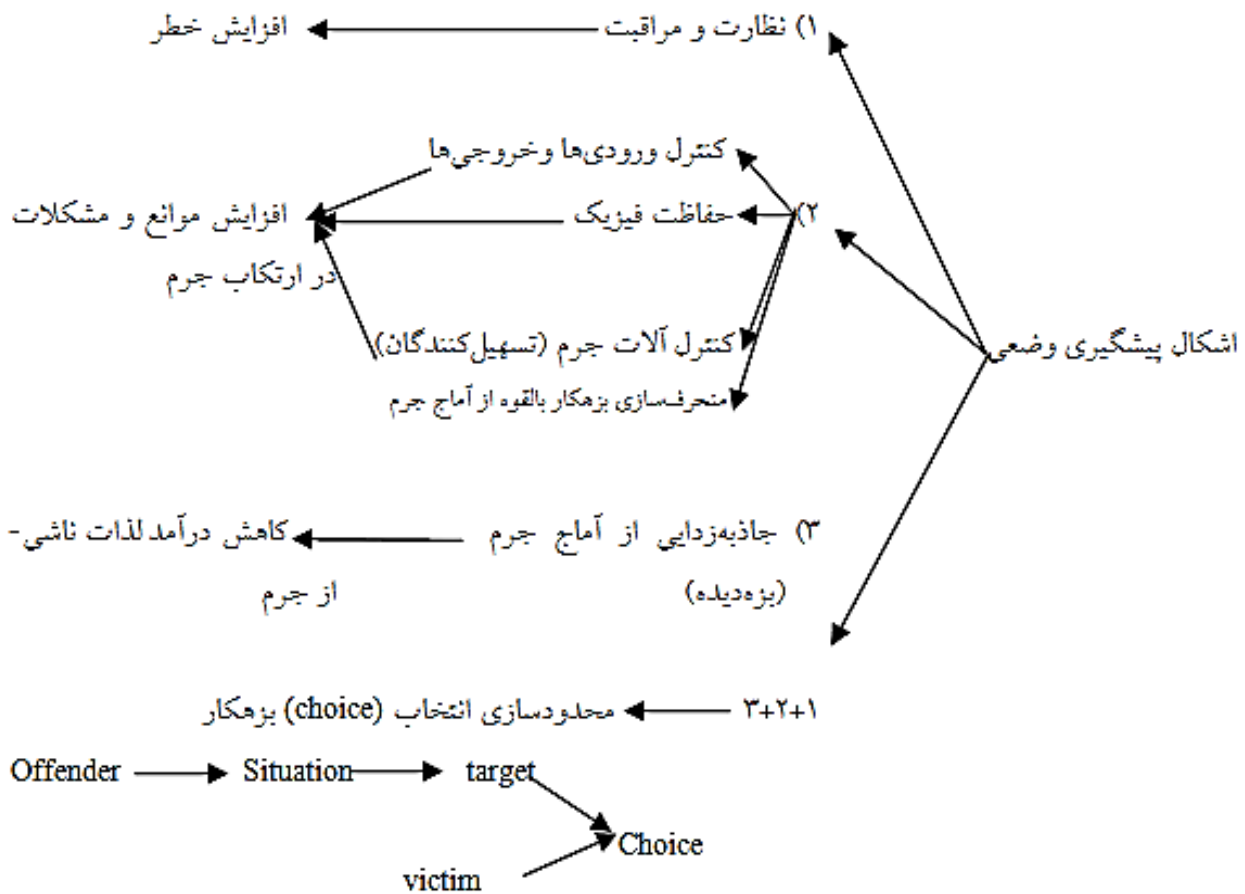 ۱) نظارت و مراقبت
افزایش خطر
کنترل ورودی‌ها وخروجی‌ها
۲)
حفاظت فیزیک
افزایش موائع و مشکلات
در ارتکاب جرم
کنترل آلات جرم (تسهیل‌کنندگان)
اشکال پیشگیری وضعی
منحرف‌سازی بزهکار بالقوه از آماج جرم
۳) جاذبه‌زدایی از آماج جرم
(بزه‌دیده)
کاهش درآمد لذات ناشی-
از جرم
۳+۲+۱
محدودسازی انتخاب (choice) بزهکار
Offender
Situation
target
Choice
victim